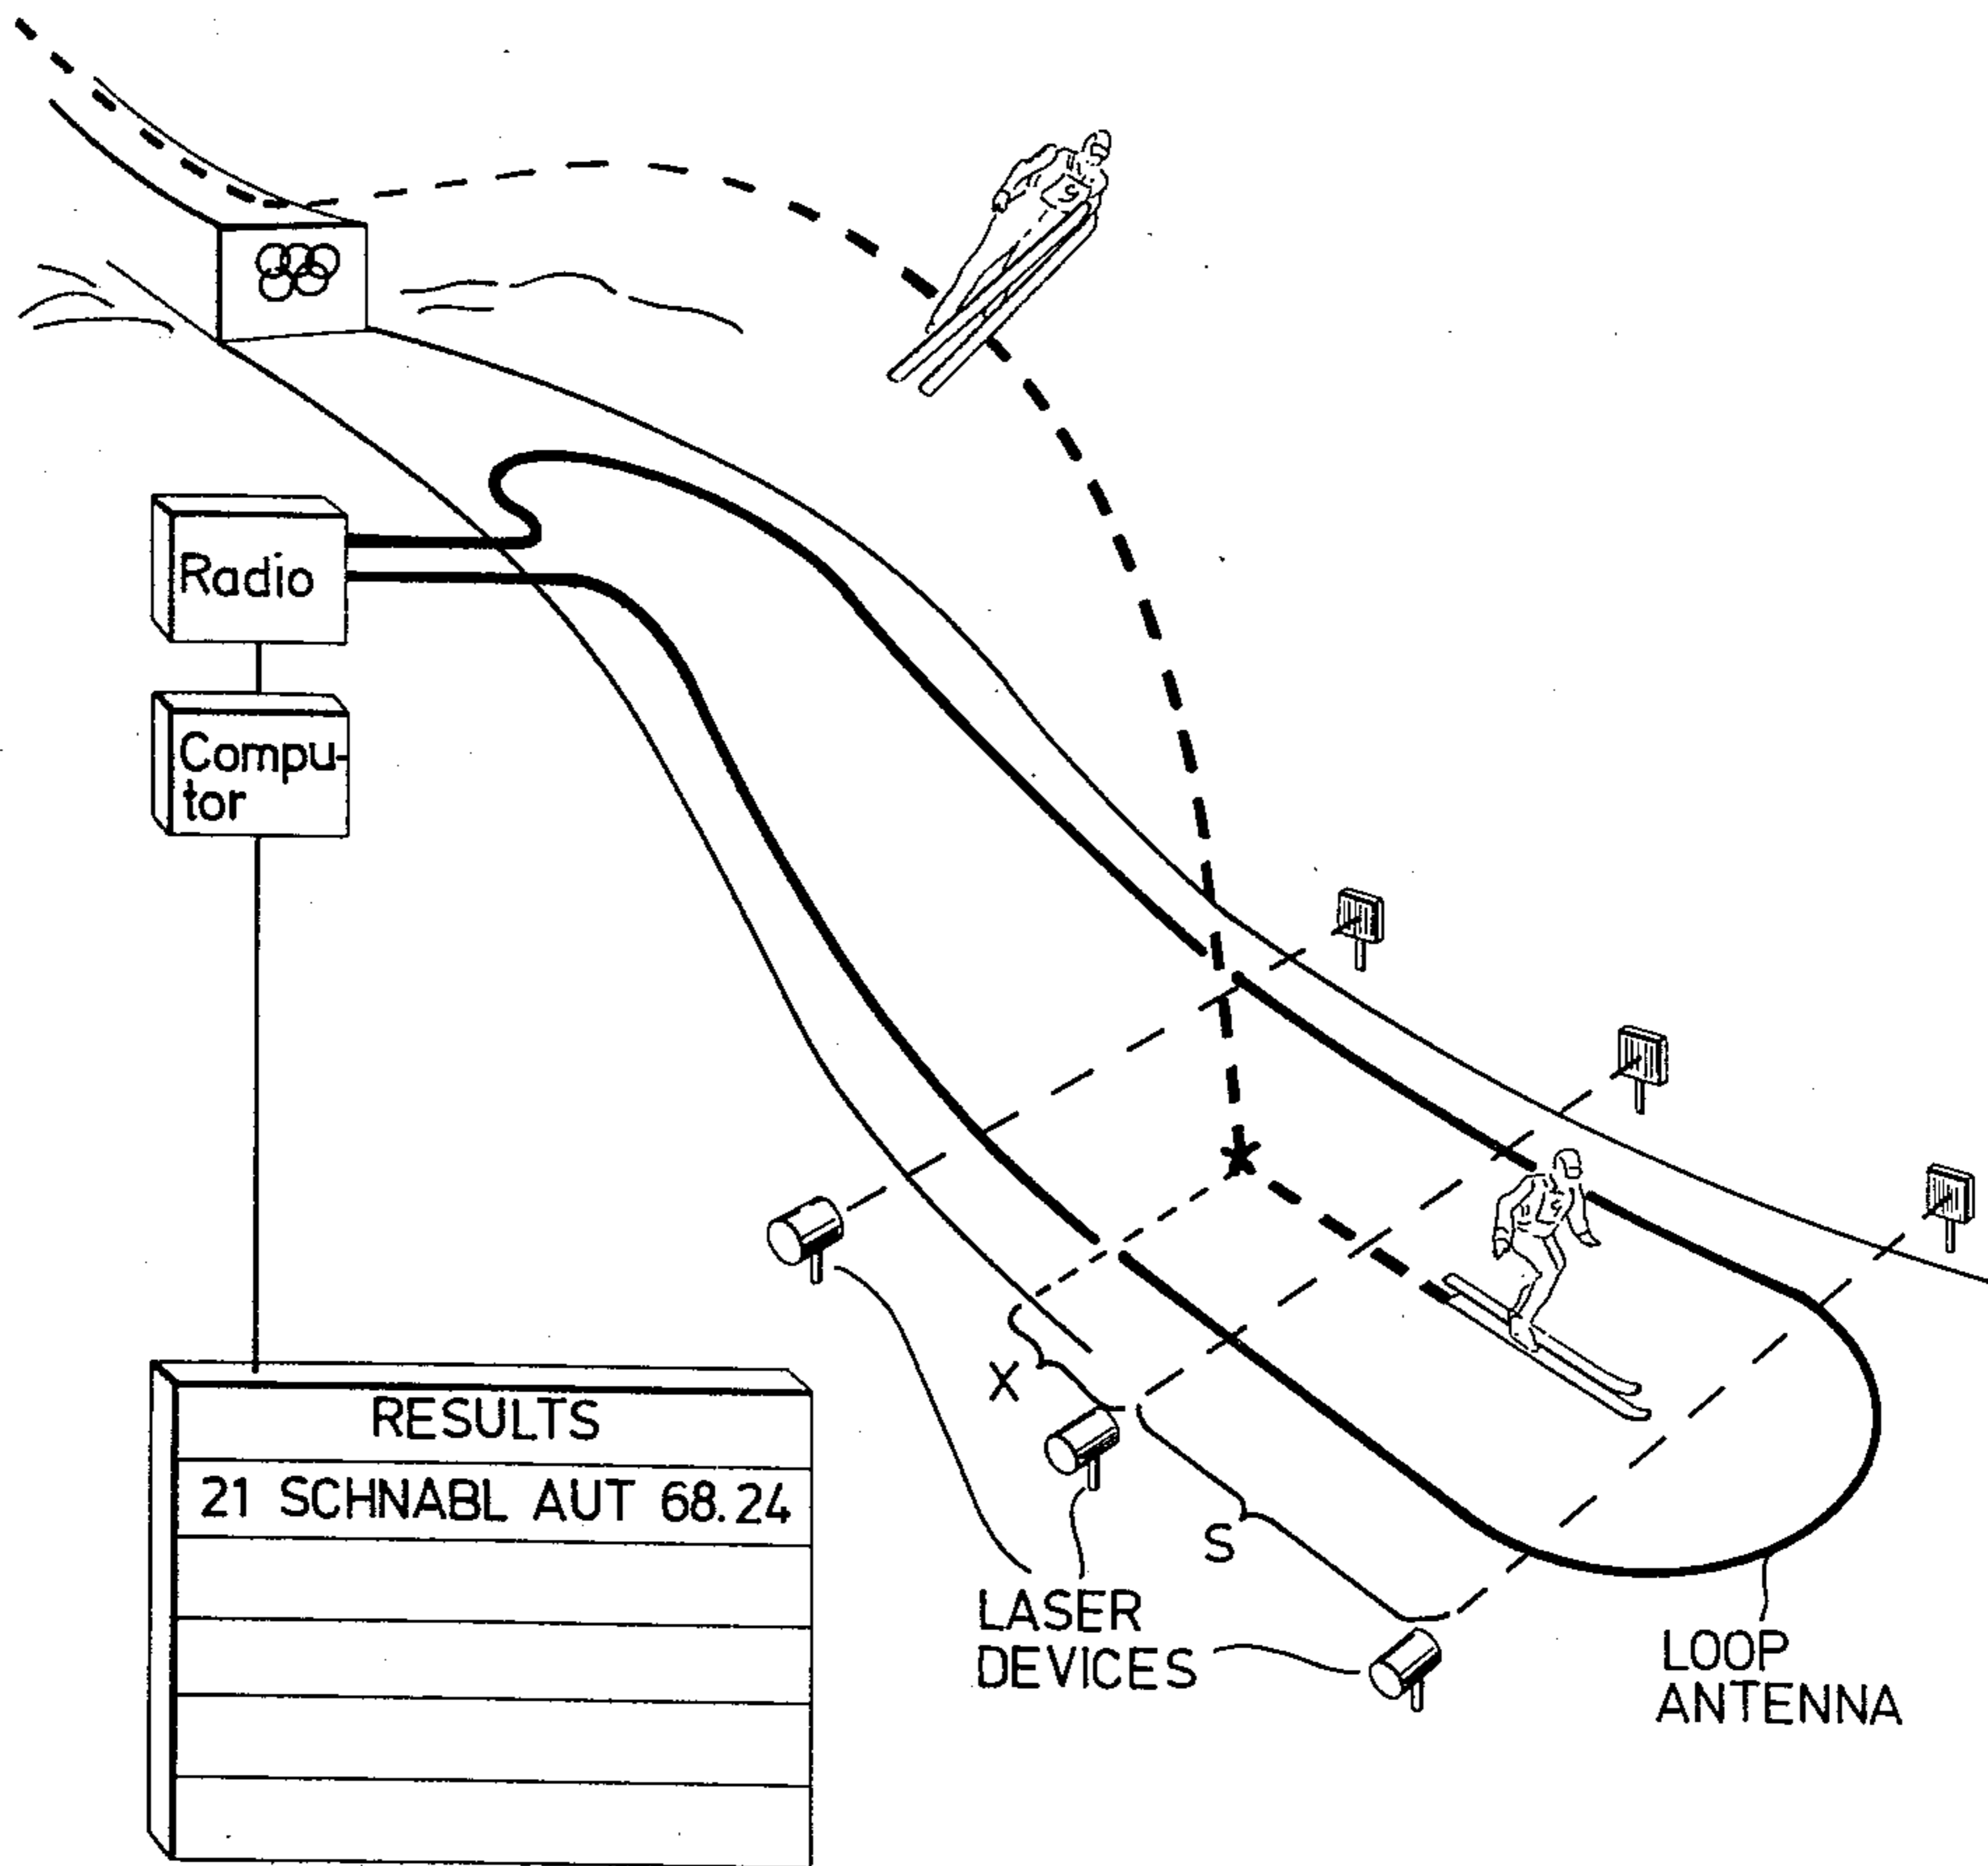 Radio
Compu-
tor
RESULTS
21 SCHNABL AUT 68.24
X
S
LASER
DEVICES
LOOP
ANTENNA